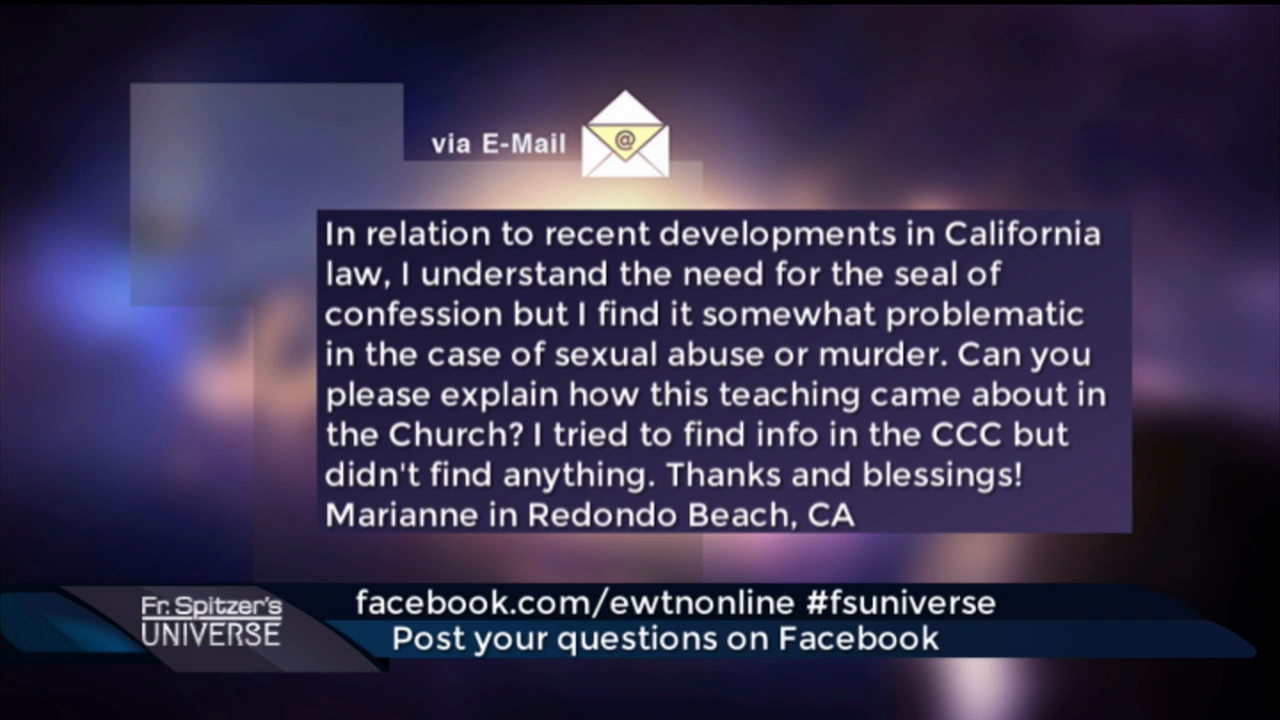 via E-Mail
@
In relation to recent developments in California
law, I understand the need for the seal of
confession but I find it somewhat problematic
in the case of sexual abuse or murder. Can you
please explain how this teaching came about in
the Church? I tried to find info in the CCC but
didn't find anything. Thanks and blessings!
Marianne in Redondo Beach, CA
Fr. Spitzer's
UNIVERSE
facebook.com/ewtnonline #fsuniverse
Post your questions on Facebook